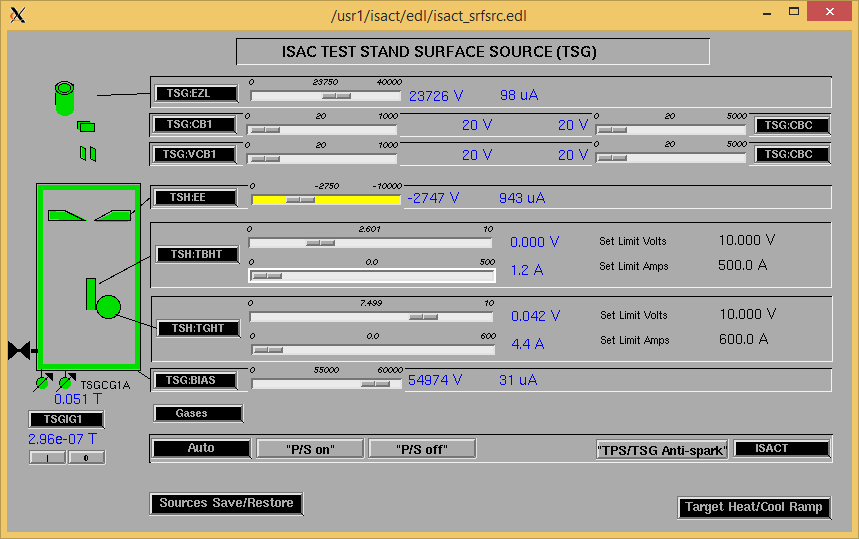 /usr1/isact/edl/isact_srfsrc.edl
ISAC TEST STAND SURFACE SOURCE (TSG)
0 23750 40000
TSG:EZL 23726 V 98 uA
0 20 1000 0 20 5000
TSG:CB1 20 V 20 V TSG:CBC
0 20 1000 0 20 5000
TSG:VCB1 20 V 20 V TSG:CBC
0 -2750 -10000
TSH:EE -2747 V 943 uA
0 2.601 10
0.000 V Set Limit Volts 10.000 V
TSH:TBHT
0 0.0 500
1.2 A Set Limit Amps 500.0 A
0 7.499 10
0.042 V Set Limit Volts 10.000 V
TSH:TGHT
0 0.0 600
4.4 A Set Limit Amps 600.0 A
0 55000 60000
TSG:BIAS 54974 V 31 uA
TSGCG1A
0.051 T
TSGIG1
2.96e-07 T
I 0
Gases
Auto "P/S on" "P/S off" "TPS/TSG Anti-spark" ISACT
Sources Save/Restore
Target Heat/Cool Ramp